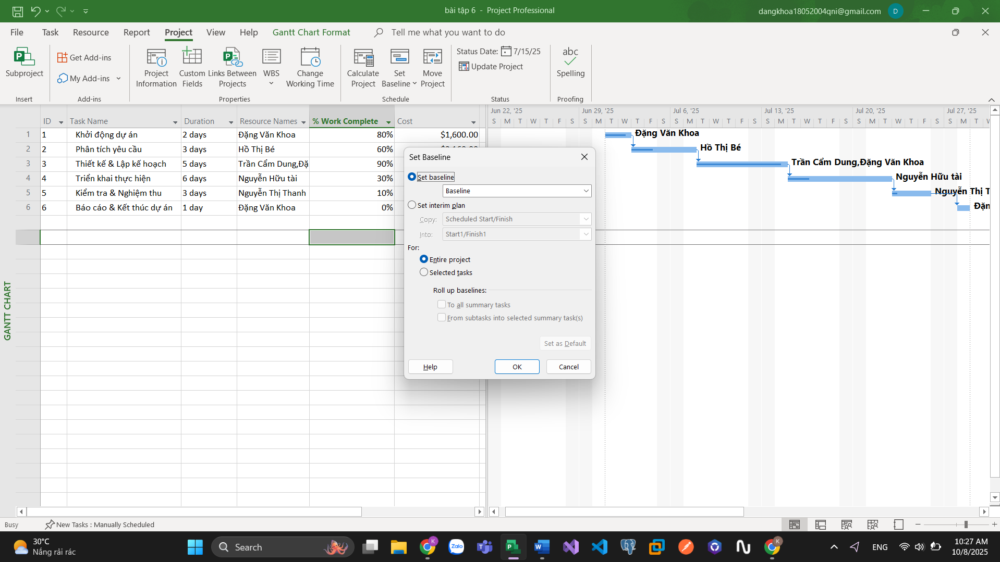 bài tập 6 - Project Professional
dangkhoa18052004qni@gmail.com
D
File Task Resource Report Project View Help Gantt Chart Format Tell me what you want to do
Subproject
Insert
Get Add-ins
My Add-ins
Add-ins
Project Information
Custom Fields
Links Between Projects
WBS
Change Working Time
Properties
Calculate Project
Set Baseline
Move Project
Schedule
Status Date: 7/15/25
Update Project
Status
abc
Spelling
Proofing
ID Task Name Duration Resource Names % Work Complete Cost
1 1 Khởi động dự án 2 days Đặng Văn Khoa 80% $1,600.00
2 2 Phân tích yêu cầu 3 days Hồ Thị Bé 60%
3 3 Thiết kế & Lập kế hoạch 5 days Trần Cẩm Dung,Đặ 90%
4 4 Triển khai thực hiện 6 days Nguyễn Hữu tài 30%
5 5 Kiểm tra & Nghiệm thu 3 days Nguyễn Thị Thanh 10%
6 6 Báo cáo & Kết thúc dự án 1 day Đặng Văn Khoa 0%
GANTT CHART
Jun 22, '25 Jun 29, '25 Jul 6, '25 Jul 13, '25 Jul 20, '25 Jul 27, '25
S M T W T F S S M T W T F S S M T W T F S S M T W T F S S M T W T F S S M T W
Đặng Văn Khoa
Hồ Thị Bé
Trần Cẩm Dung,Đặng Văn Khoa
Nguyễn Hữu tài
Nguyễn Thị T
Đặn
Set Baseline
Set baseline
Baseline
Set interim plan
Copy: Scheduled Start/Finish
Into: Start1/Finish1
For:
Entire project
Selected tasks
Roll up baselines:
To all summary tasks
From subtasks into selected summary task(s)
Set as Default
Help OK Cancel
Busy New Tasks : Manually Scheduled
30°C
Nắng rải rác
Search
K
Zalo
K
ENG
10:27 AM
10/8/2025